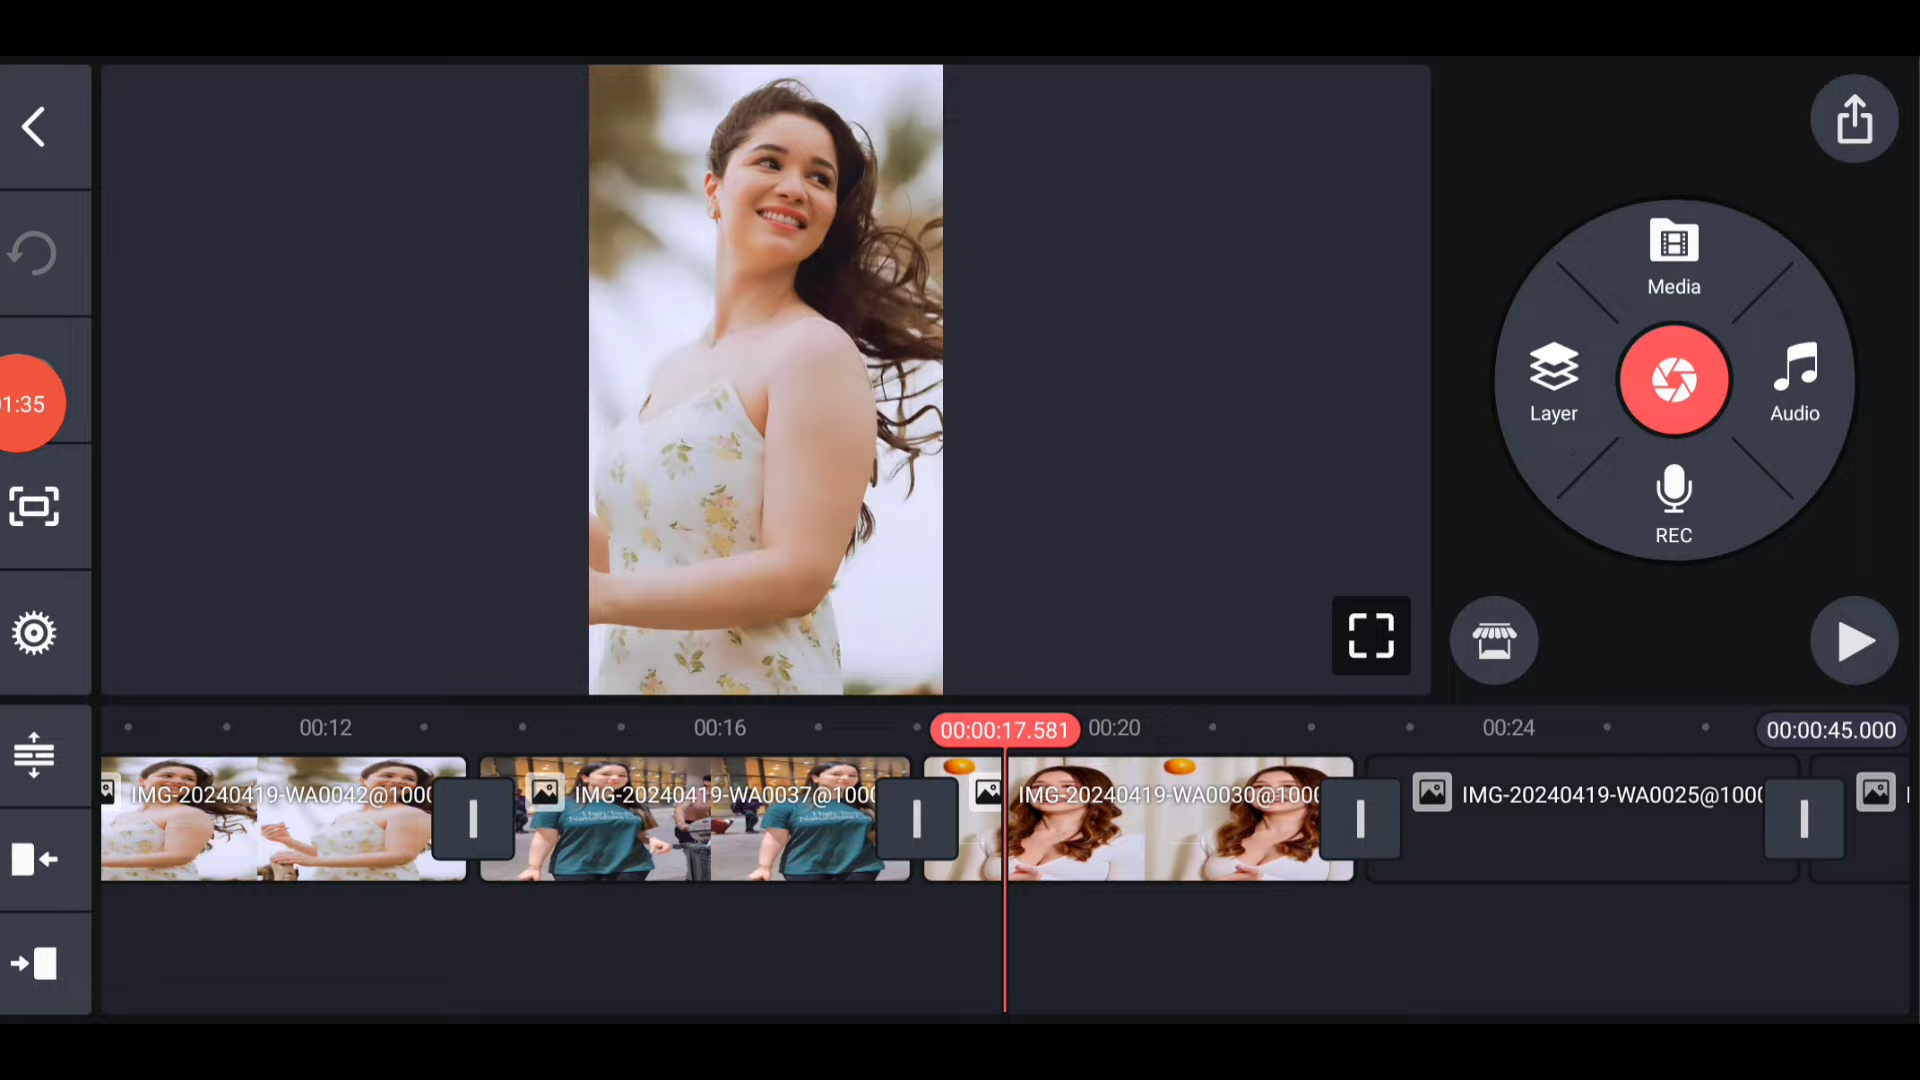 Media
Layer
Audio
REC
1:35
00:12
00:16
00:00:17.581
00:20
00:24
00:00:45.000
IMG-20240419-WA0042@100
IMG-20240419-WA0037@100
IMG-20240419-WA0030@100
IMG-20240419-WA0025@100